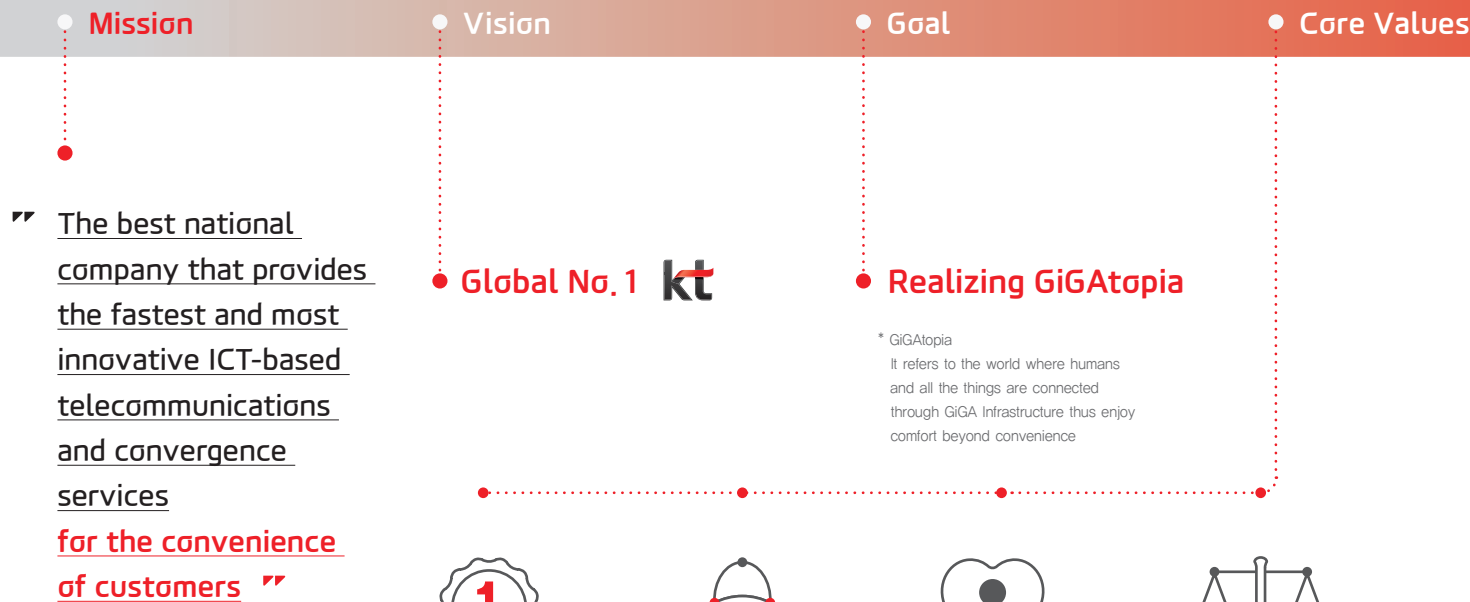 Mission
Vision
Goal
Core Values
" The best national
company that provides
the fastest and most
innovative ICT-based
telecommunications
and convergence
services
for the convenience
of customers "
Global No. 1 kt
Realizing GiGAtopia
* GiGAtopia
It refers to the world where humans
and all the things are connected
through GiGA Infrastructure thus enjoy
comfort beyond convenience
1